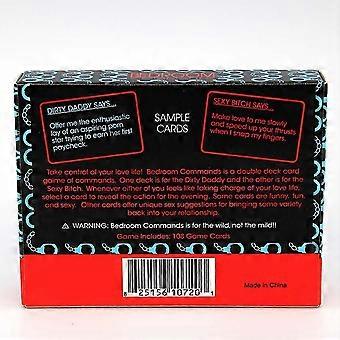 BEDROOM
DIRTY DADDY SAYS...
Offer me the enthusiastic
lay of an aspiring porn
star trying to earn her first
paycheck.
SAMPLE
CARDS
SEXY BITCH SAYS...
Make love to me slowly
and speed up your thrusts
when I snap my fingers.
Take control of your love life! Bedroom Commands is a double deck card
game of commands. One deck is for the Dirty Daddy and the other is for the
Sexy Bitch. Whenever either of you feels like taking charge of your love life,
select a card to reveal the action for the evening. Some cards are funny, fun,
and sexy. Other cards offer unique sex suggestions for bringing some variety
back into your relationship.
⚠ WARNING: Bedroom Commands is for the wild, not the mild!!
Game Includes: 108 Game Cards
8 25156 10720 1
Made in China